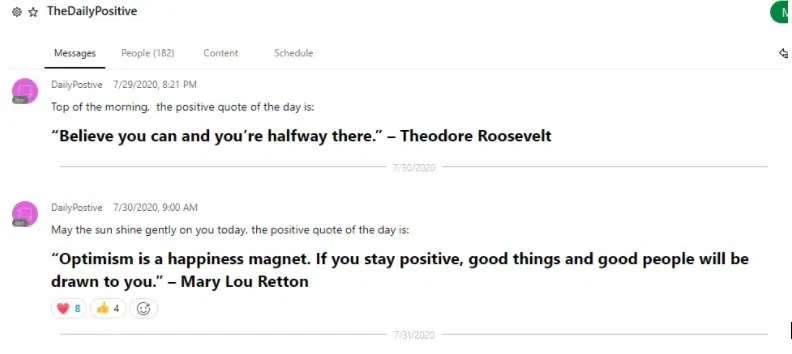 TheDailyPositive
Messages People (182) Content Schedule
DailyPostive 7/29/2020, 8:21 PM
Top of the morning, the positive quote of the day is:
“Believe you can and you’re halfway there.” – Theodore Roosevelt
7/30/2020
DailyPostive 7/30/2020, 9:00 AM
May the sun shine gently on you today. the positive quote of the day is:
“Optimism is a happiness magnet. If you stay positive, good things and good people will be
drawn to you.” – Mary Lou Retton
8 4
7/31/2020